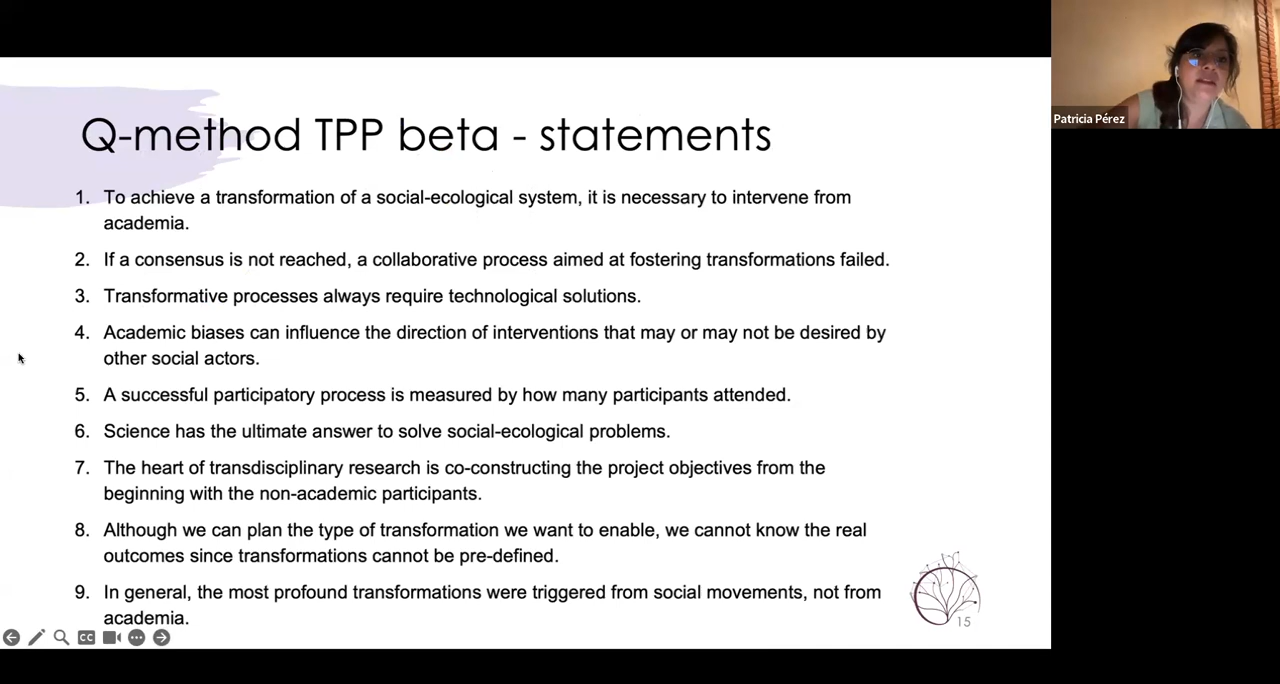 Q-method TPP beta - statements
1. To achieve a transformation of a social-ecological system, it is necessary to intervene from
academia.
2. If a consensus is not reached, a collaborative process aimed at fostering transformations failed.
3. Transformative processes always require technological solutions.
4. Academic biases can influence the direction of interventions that may or may not be desired by
other social actors.
5. A successful participatory process is measured by how many participants attended.
6. Science has the ultimate answer to solve social-ecological problems.
7. The heart of transdisciplinary research is co-constructing the project objectives from the
beginning with the non-academic participants.
8. Although we can plan the type of transformation we want to enable, we cannot know the real
outcomes since transformations cannot be pre-defined.
9. In general, the most profound transformations were triggered from social movements, not from
academia.
15
CC
Patricia Pérez